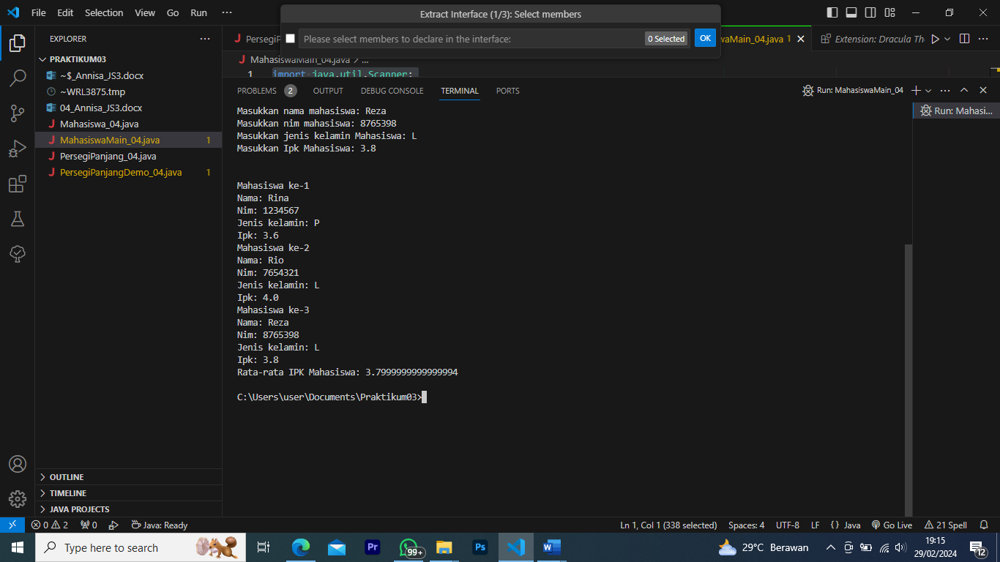 File Edit Selection View Go Run ···
Extract Interface (1/3): Select members
Please select members to declare in the interface:
0 Selected
OK
EXPLORER
PRAKTIKUM03
~$_Annisa_JS3.docx
~WRL3875.tmp
04_Annisa_JS3.docx
Mahasiswa_04.java
MahasiswaMain_04.java 1
PersegiPanjang_04.java
PersegiPanjangDemo_04.java 1
OUTLINE
TIMELINE
JAVA PROJECTS
J PersegiP
waMain_04.java 1
Extension: Dracula Th
MahasiswaMain_04.java > ...
1 import java.util.Scanner;
PROBLEMS 2 OUTPUT DEBUG CONSOLE TERMINAL PORTS
Run: MahasiswaMain_04
Run: Mahasi...
Masukkan nama mahasiswa: Reza
Masukkan nim mahasiswa: 8765398
Masukkan jenis kelamin Mahasiswa: L
Masukkan Ipk Mahasiswa: 3.8
Mahasiswa ke-1
Nama: Rina
Nim: 1234567
Jenis kelamin: P
Ipk: 3.6
Mahasiswa ke-2
Nama: Rio
Nim: 7654321
Jenis kelamin: L
Ipk: 4.0
Mahasiswa ke-3
Nama: Reza
Nim: 8765398
Jenis kelamin: L
Ipk: 3.8
Rata-rata IPK Mahasiswa: 3.7999999999999994
C:\Users\user\Documents\Praktikum03>
0 2 0 Java: Ready
Ln 1, Col 1 (338 selected) Spaces: 4 UTF-8 LF {} Java Go Live 21 Spell
Type here to search
Pr
99+
Ps
29°C Berawan
19:15
29/02/2024
12